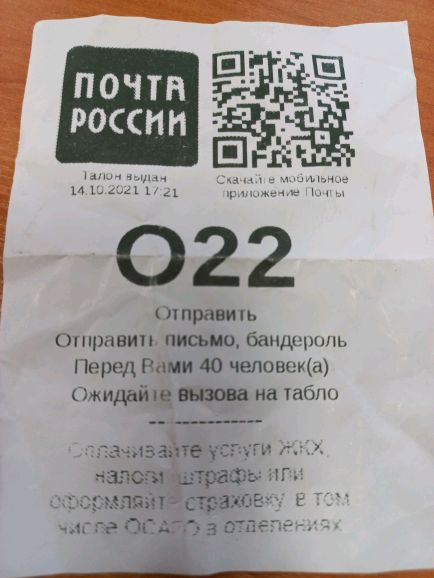 ПОЧТА
РОССИИ
Талон выдан
14.10.2021 17:21
Скачайте мобильное
приложение Почты
О22
Отправить
Отправить письмо, бандероль
Перед Вами 40 человек(а)
Ожидайте вызова на табло
---------------
Оплачивайте услуги ЖКХ,
налоги, штрафы или
оформляйте страховку, в том
числе ОСАГО в отделениях